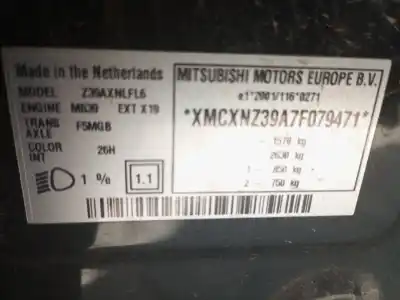 Made in the Netherlands
MITSUBISHI MOTORS EUROPE B.V.
MODEL Z39AXNLFL6
e1*2001/116*0271
ENGINE M639 EXT X19
*XMCXNZ39A7F079471*
TRANS AXLE F5MGB
COLOR INT 26H
1 % 1.1
1570 kg
2630 kg
1 - 850 kg
2 - 750 kg